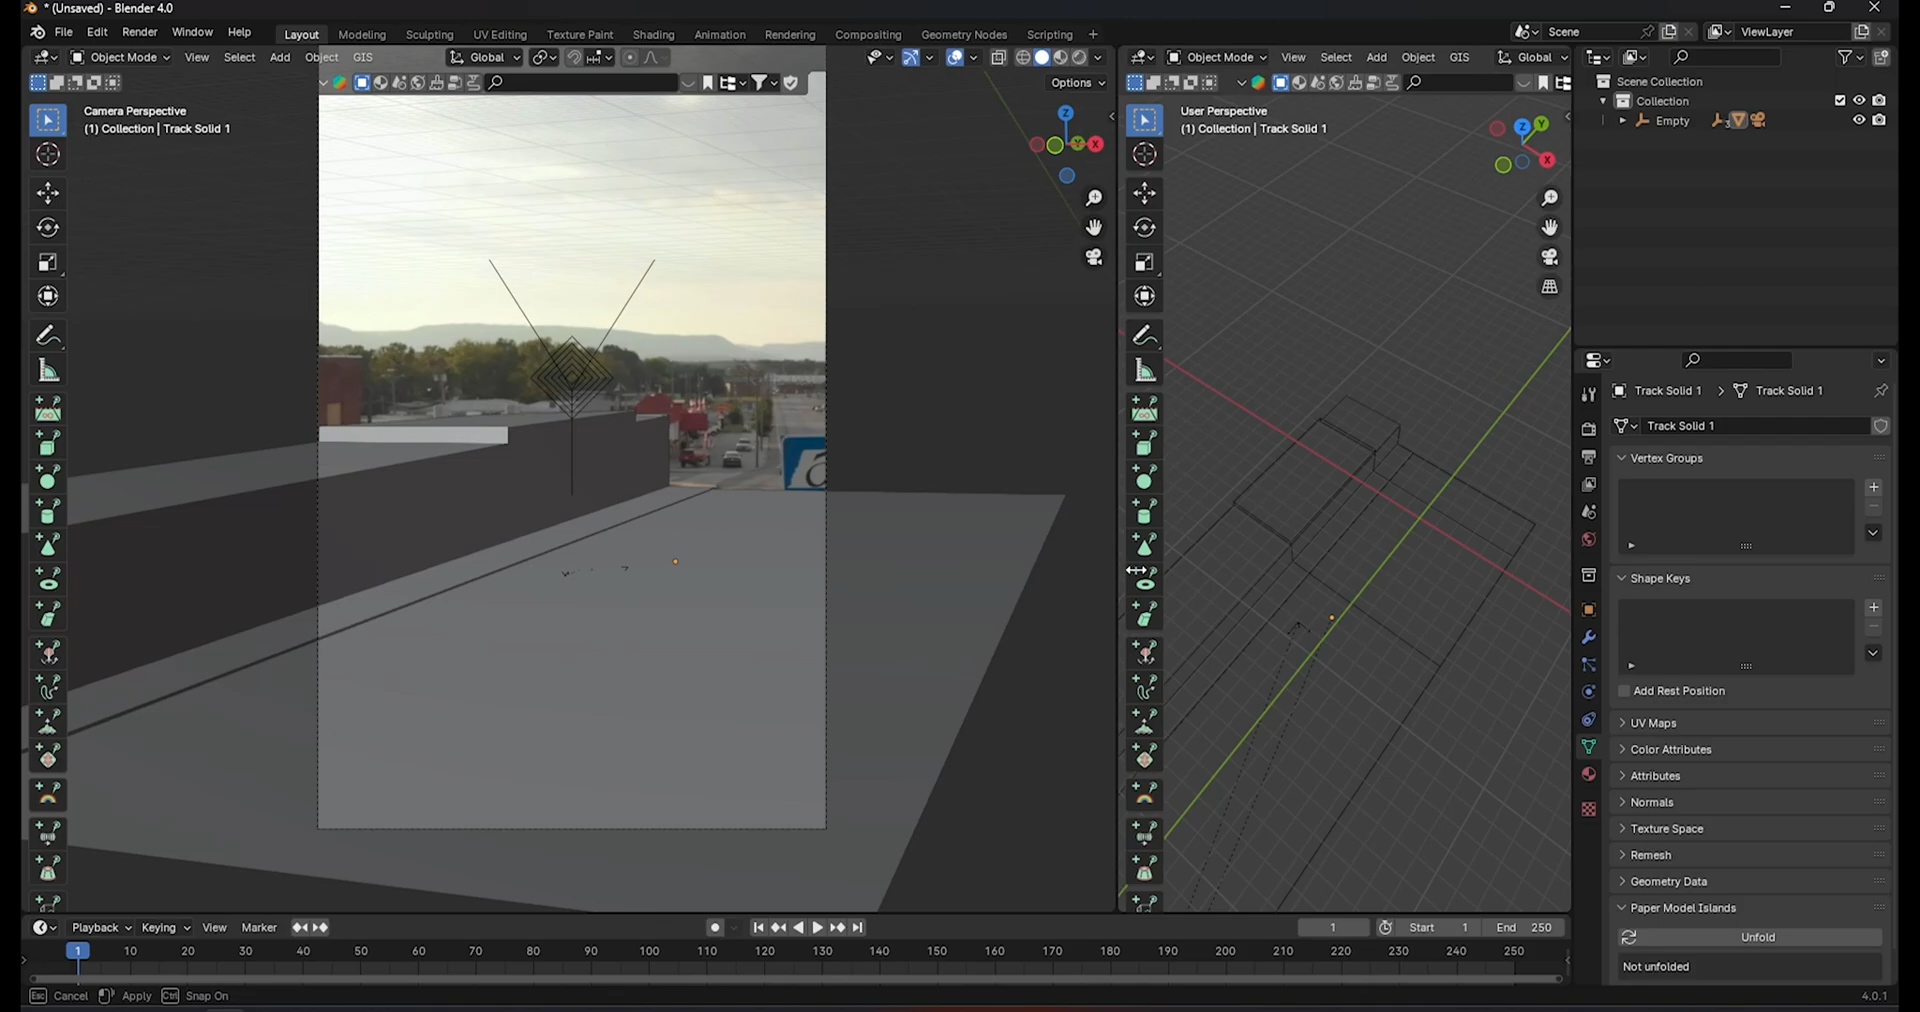 * (Unsaved) - Blender 4.0
File Edit Render Window Help Layout Modeling Sculpting UV Editing Texture Paint Shading Animation Rendering Compositing Geometry Nodes Scripting + Scene ViewLayer
Object Mode View Select Add Object GIS Global
Object Mode View Select Add Object GIS Global
Options
Camera Perspective
(1) Collection | Track Solid 1
Z
Y
X
User Perspective
(1) Collection | Track Solid 1
Z
Y
X
Scene Collection
Collection
Empty
3
Track Solid 1 > Track Solid 1
Track Solid 1
Vertex Groups
Shape Keys
Add Rest Position
UV Maps
Color Attributes
Attributes
Normals
Texture Space
Remesh
Geometry Data
Paper Model Islands
Unfold
Not unfolded
Playback Keying View Marker 1 Start 1 End 250
1 10 20 30 40 50 60 70 80 90 100 110 120 130 140 150 160 170 180 190 200 210 220 230 240 250
Esc Cancel Apply Ctrl Snap On
4.0.1